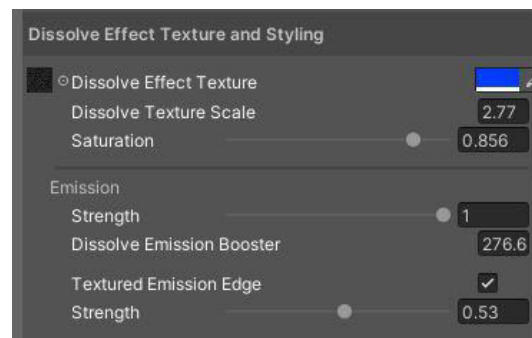 Dissolve Effect Texture and Styling
Dissolve Effect Texture
Dissolve Texture Scale 2.77
Saturation 0.856
Emission
Strength 1
Dissolve Emission Booster 276.6
Textured Emission Edge
Strength 0.53